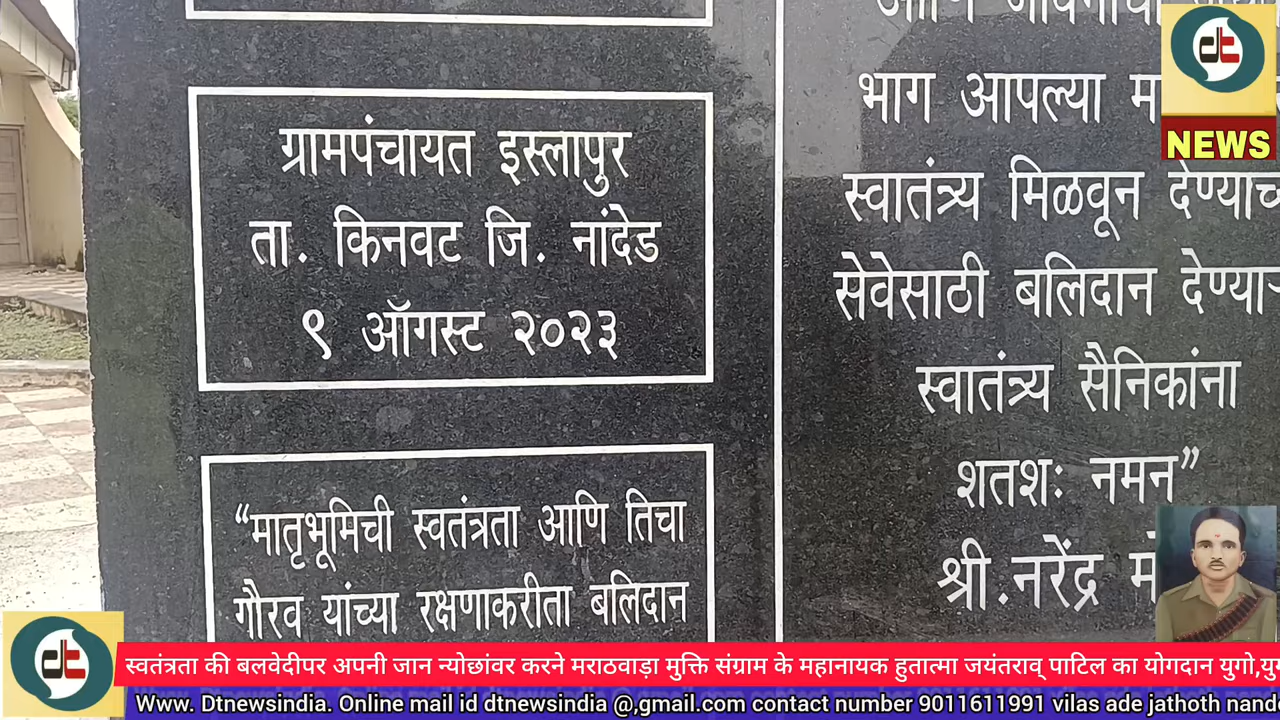 ग्रामपंचायत इस्लापुर
ता. किनवट जि. नांदेड
९ ऑगस्ट २०२३
“मातृभूमिची स्वतंत्रता आणि तिचा
गौरव यांच्या रक्षणाकरीता बलिदान
आणि
भाग आपल्या
स्वातंत्र्य मिळवून
सेवेसाठी बलिदान
स्वातंत्र्य सैनिकांना
शतशः नमन”
श्री.नरेंद्र
NEWS
स्वतंत्रता की बलवेदीपर अपनी जान न्योछांवर करने मराठवाड़ा मुक्ति संग्राम के महानायक हुतात्मा जयंतराव् पाटिल का योगदान युगो,
Www. Dtnewsindia. Online mail id dtnewsindia @,gmail.com contact number 9011611991 vilas ade jathoth